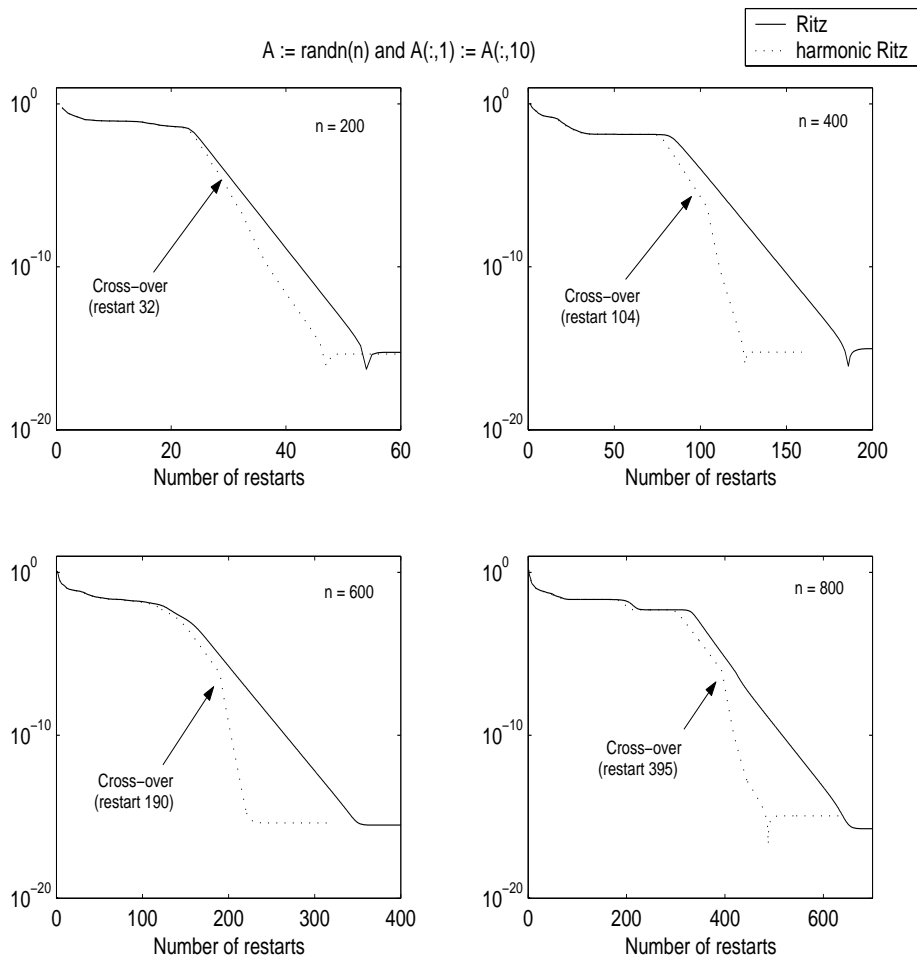 Ritz
harmonic Ritz
A := randn(n) and A(:,1) := A(:,10)
10^0
10^−10
10^−20
n = 200
Cross−over
(restart 32)
0 20 40 60
Number of restarts
10^0
10^−10
10^−20
n = 400
Cross−over
(restart 104)
0 50 100 150 200
Number of restarts
10^0
10^−10
10^−20
n = 600
Cross−over
(restart 190)
0 100 200 300 400
Number of restarts
10^0
10^−10
10^−20
n = 800
Cross−over
(restart 395)
0 200 400 600
Number of restarts